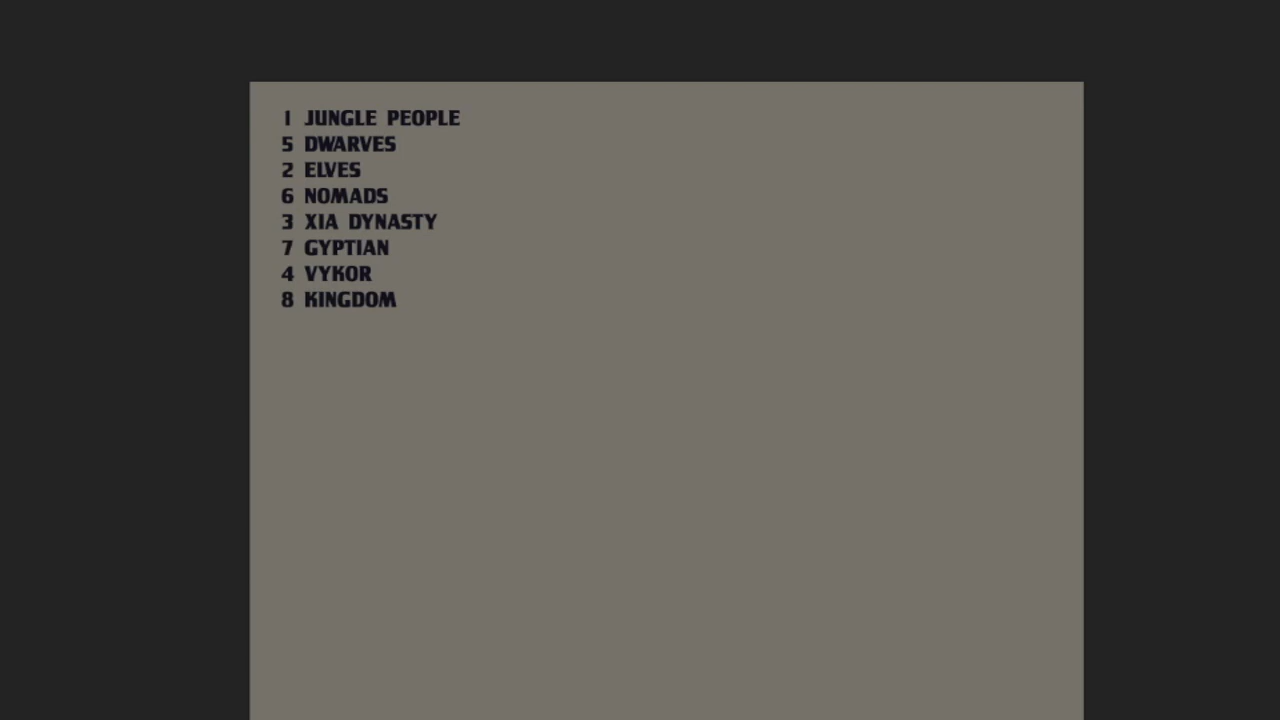 1 JUNGLE PEOPLE
5 DWARVES
2 ELVES
6 NOMADS
3 XIA DYNASTY
7 GYPTIAN
4 VYKOR
8 KINGDOM